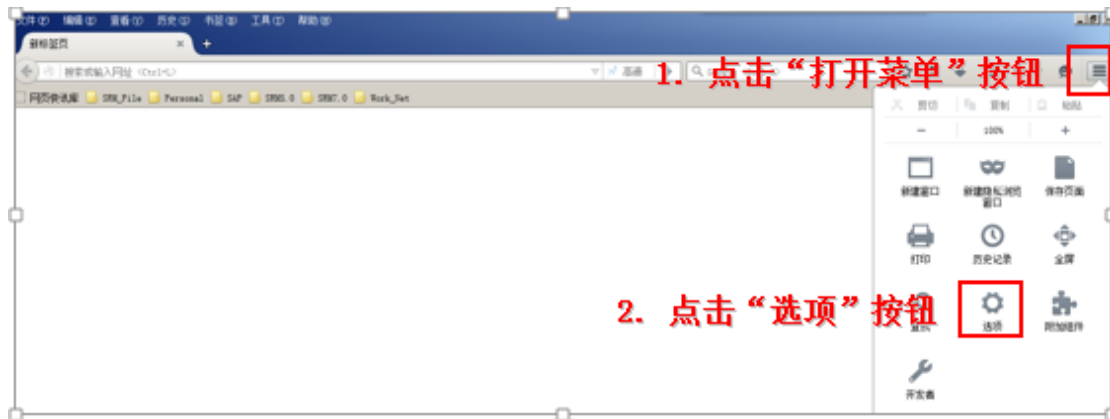 文件(F) 编辑(E) 查看(V) 历史(S) 书签(B) 工具(T) 帮助(H)
新标签页 × +
搜索或输入网址 (Ctrl+L) 百度
1. 点击“打开菜单”按钮
网页快讯库 SRM_File Personal SAP SRM5.0 SRM7.0 Work_Net
剪切 复制 粘贴
− 100% +
新建窗口 新建隐私浏览 保存页面
窗口
打印 历史记录 全屏
2. 点击“选项”按钮
选项 附加组件
开发者